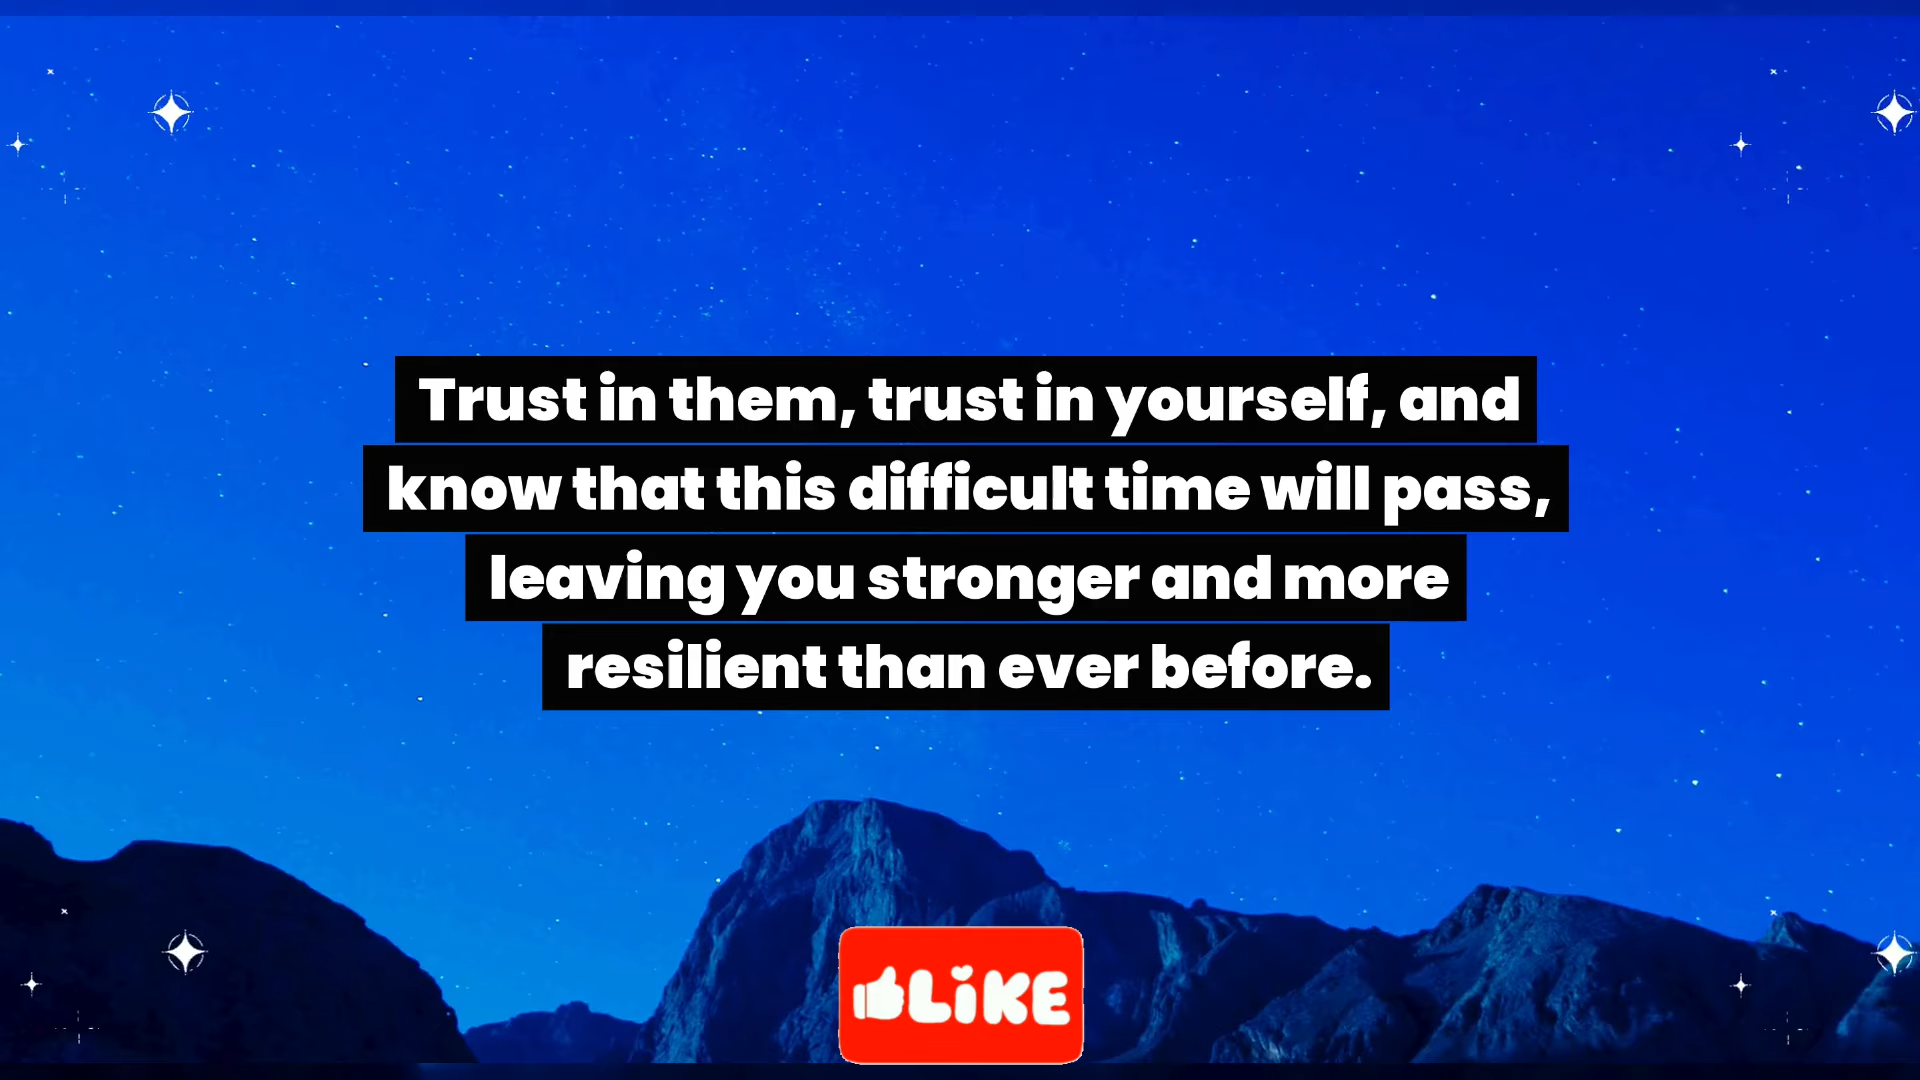 Trust in them, trust in yourself, and
know that this difficult time will pass,
leaving you stronger and more
resilient than ever before.
LiKE